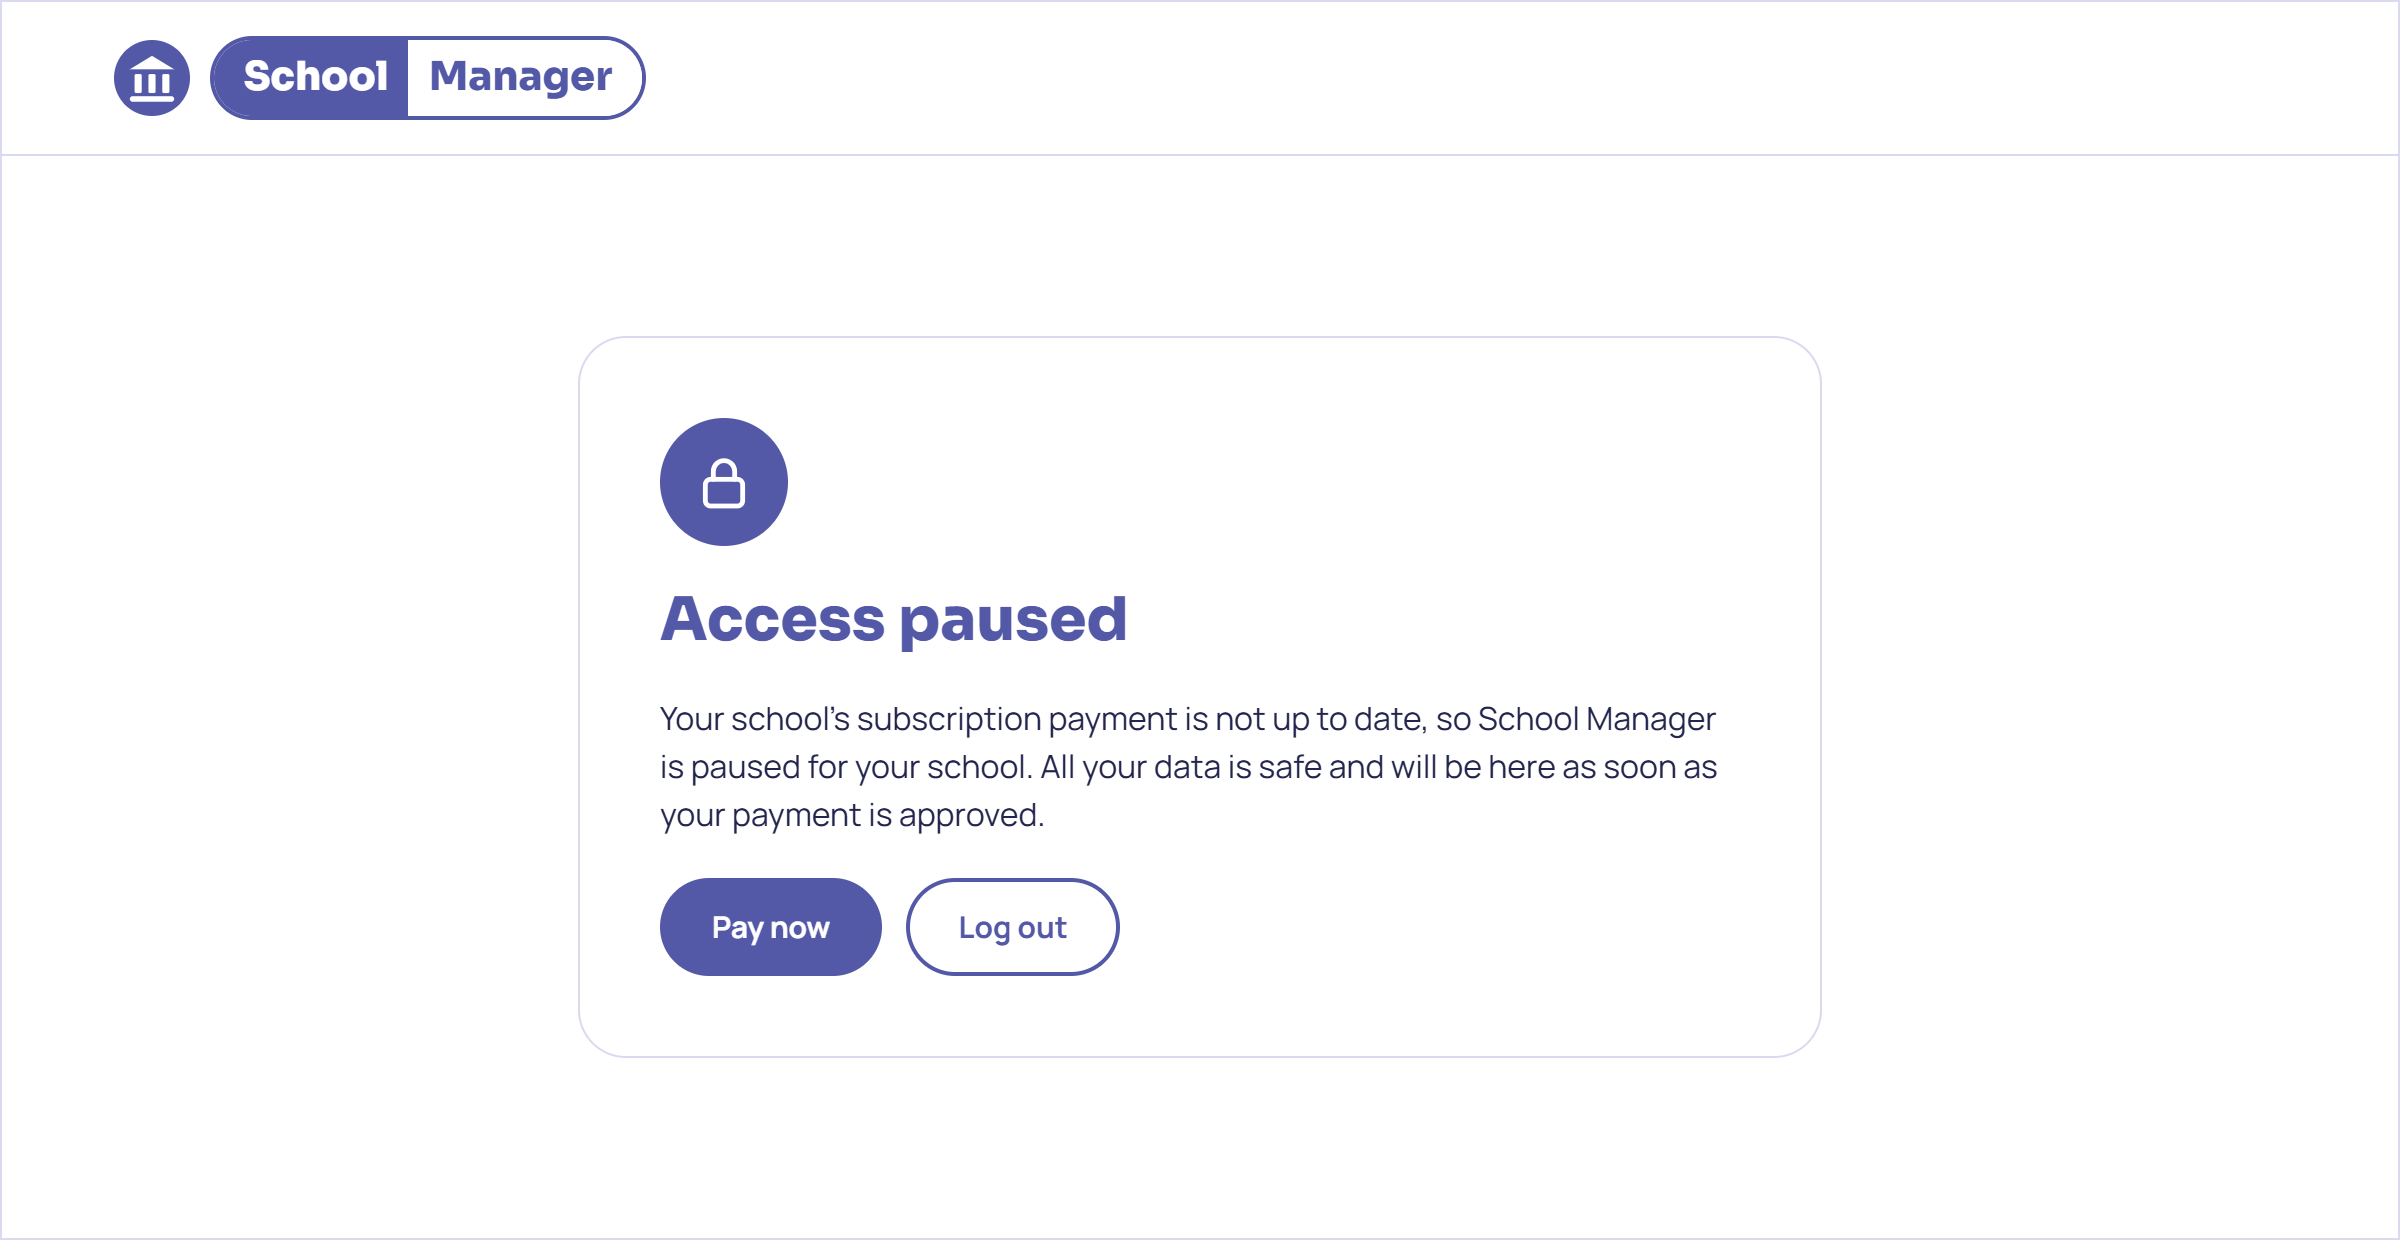 School Manager
Access paused
Your school’s subscription payment is not up to date, so School Manager
is paused for your school. All your data is safe and will be here as soon as
your payment is approved.
Pay now
Log out